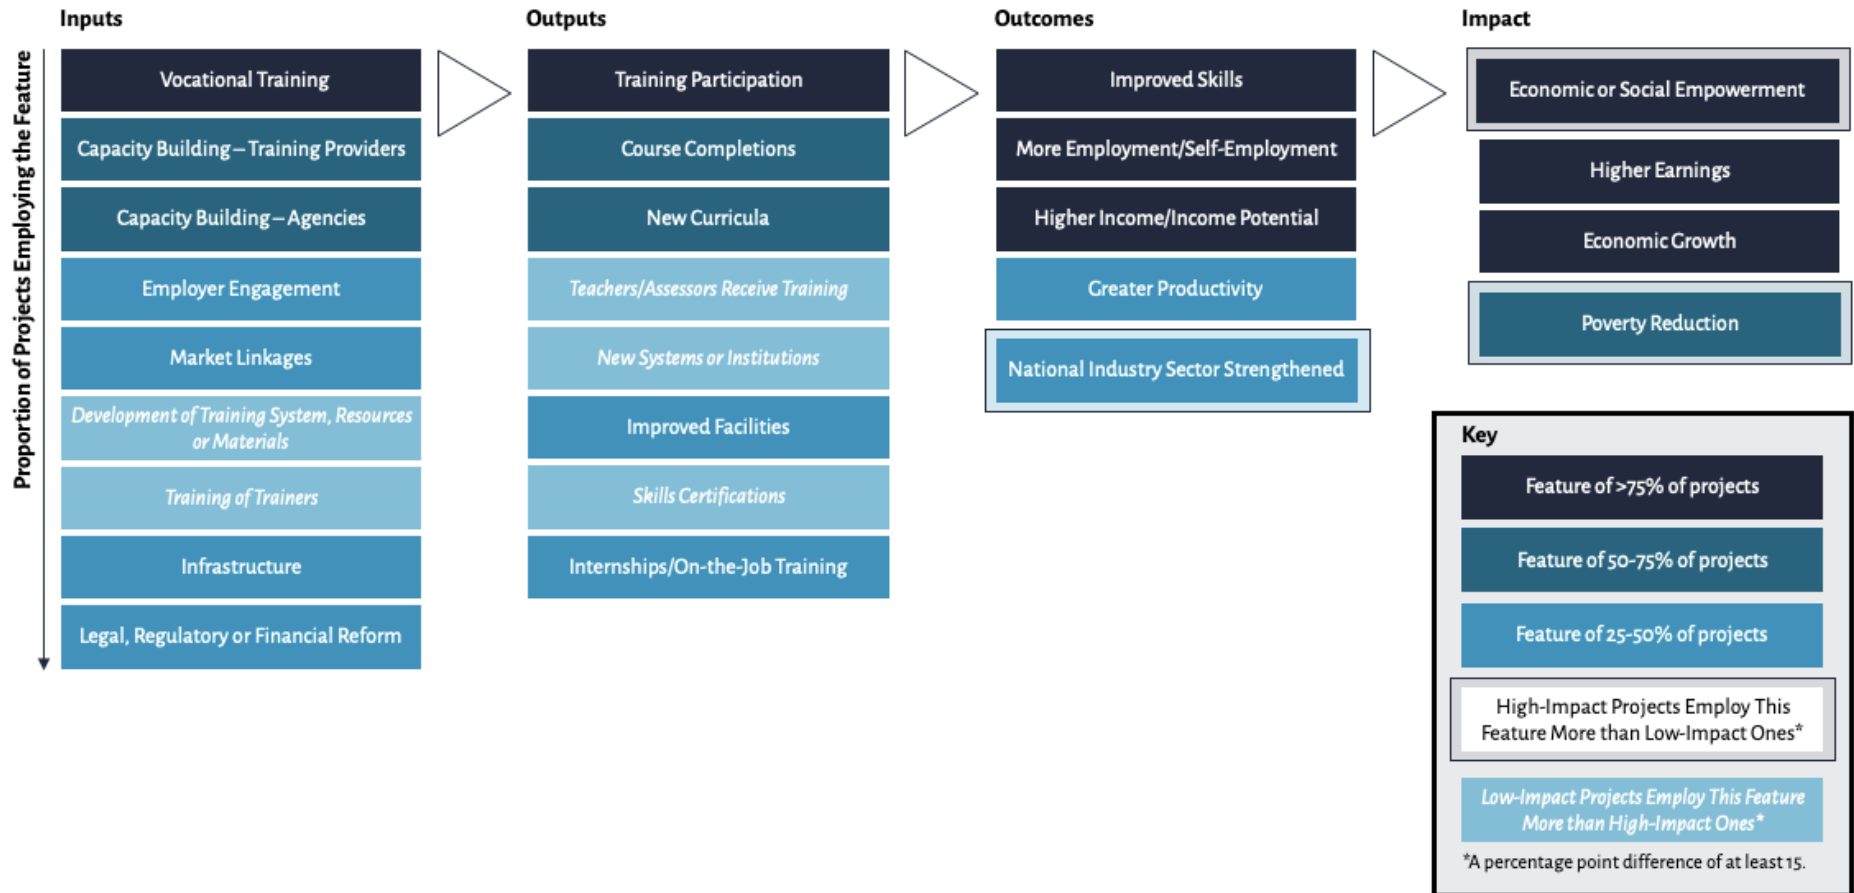 Inputs
Proportion of Projects Employing the Feature
Vocational Training
Capacity Building – Training Providers
Capacity Building – Agencies
Employer Engagement
Market Linkages
Development of Training System, Resources
or Materials
Training of Trainers
Infrastructure
Legal, Regulatory or Financial Reform
Outputs
Training Participation
Course Completions
New Curricula
Teachers/Assessors Receive Training
New Systems or Institutions
Improved Facilities
Skills Certifications
Internships/On-the-Job Training
Outcomes
Improved Skills
More Employment/Self-Employment
Higher Income/Income Potential
Greater Productivity
National Industry Sector Strengthened
Impact
Economic or Social Empowerment
Higher Earnings
Economic Growth
Poverty Reduction
Key
Feature of >75% of projects
Feature of 50-75% of projects
Feature of 25-50% of projects
High-Impact Projects Employ This
Feature More than Low-Impact Ones*
Low-Impact Projects Employ This Feature
More than High-Impact Ones*
*A percentage point difference of at least 15.